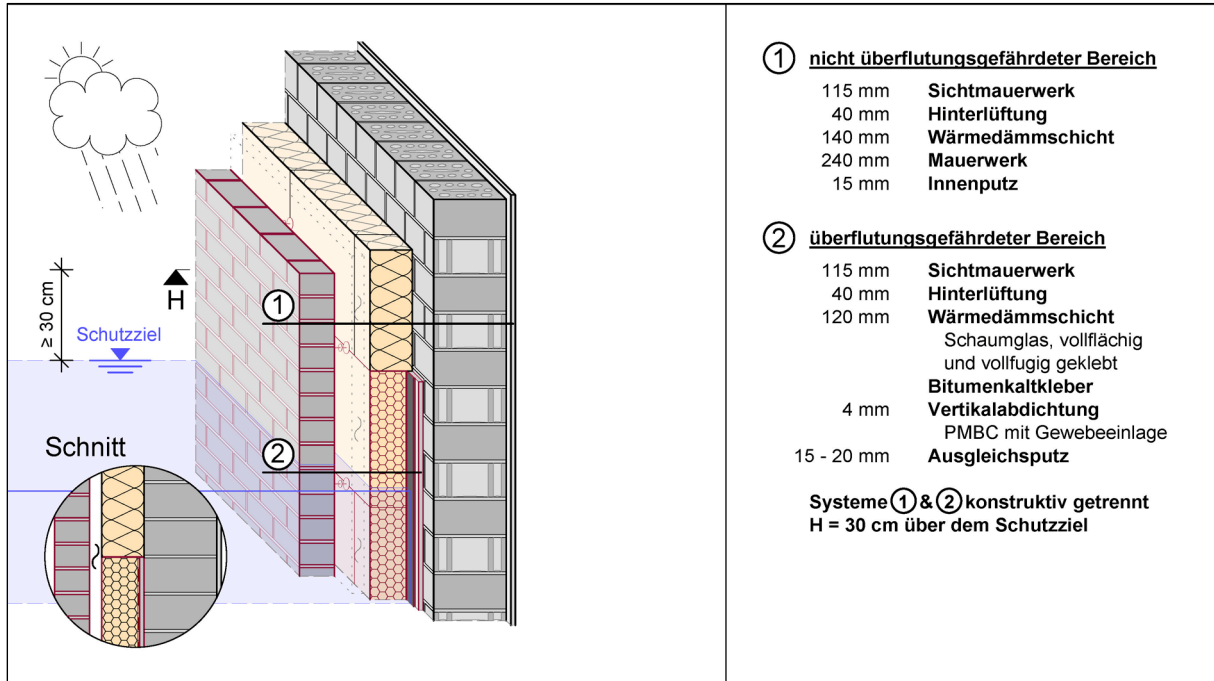 ≥ 30 cm
H
Schutzziel
1
2
Schnitt
1 nicht überflutungsgefährdeter Bereich
115 mm Sichtmauerwerk
40 mm Hinterlüftung
140 mm Wärmedämmschicht
240 mm Mauerwerk
15 mm Innenputz
2 überflutungsgefährdeter Bereich
115 mm Sichtmauerwerk
40 mm Hinterlüftung
120 mm Wärmedämmschicht
Schaumglas, vollflächig
und vollfugig geklebt
Bitumenkaltkleber
4 mm Vertikalabdichtung
PMBC mit Gewebeeinlage
15 - 20 mm Ausgleichsputz
Systeme 1 & 2 konstruktiv getrennt
H = 30 cm über dem Schutzziel